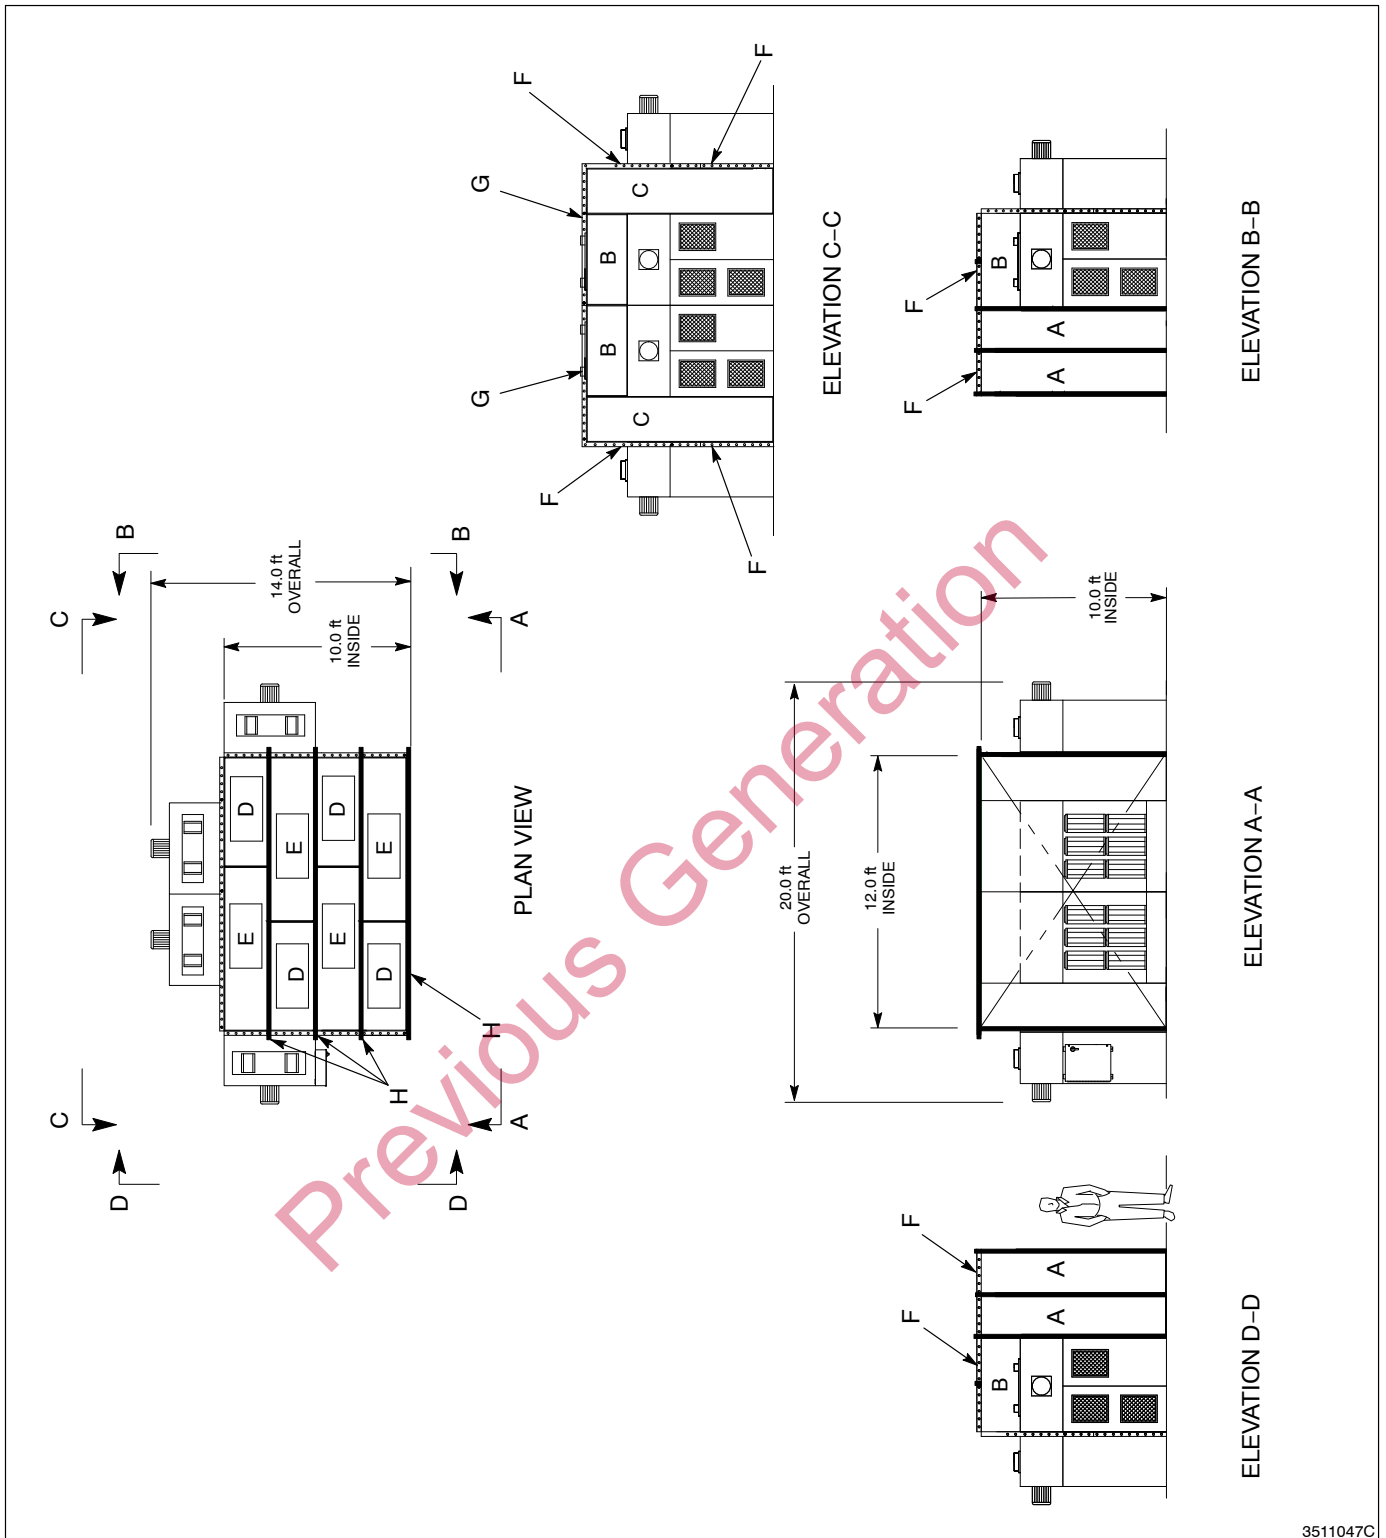 C
C
B
B
D
D
A
A
14.0 ft
OVERALL
10.0 ft
INSIDE
E
D
D
E
E
D
D
E
H
H
PLAN VIEW
F
G
G
F
F
F
C
B
B
C
ELEVATION C–C
F
F
A
A
B
ELEVATION B–B
20.0 ft
OVERALL
12.0 ft
INSIDE
10.0 ft
INSIDE
ELEVATION A–A
F
F
B
A
A
ELEVATION D–D
Previous Generation
3511047C